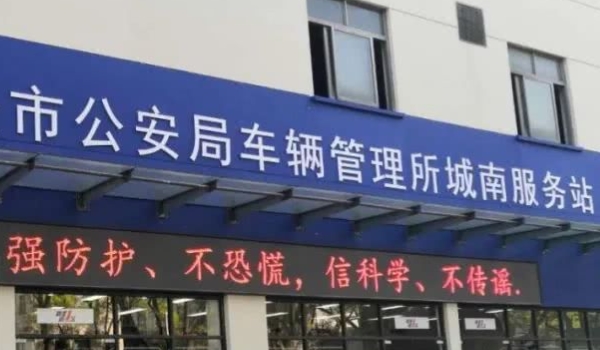 市公安局车辆管理所城南服务站
强防护、不恐慌，信科学、不传谣.